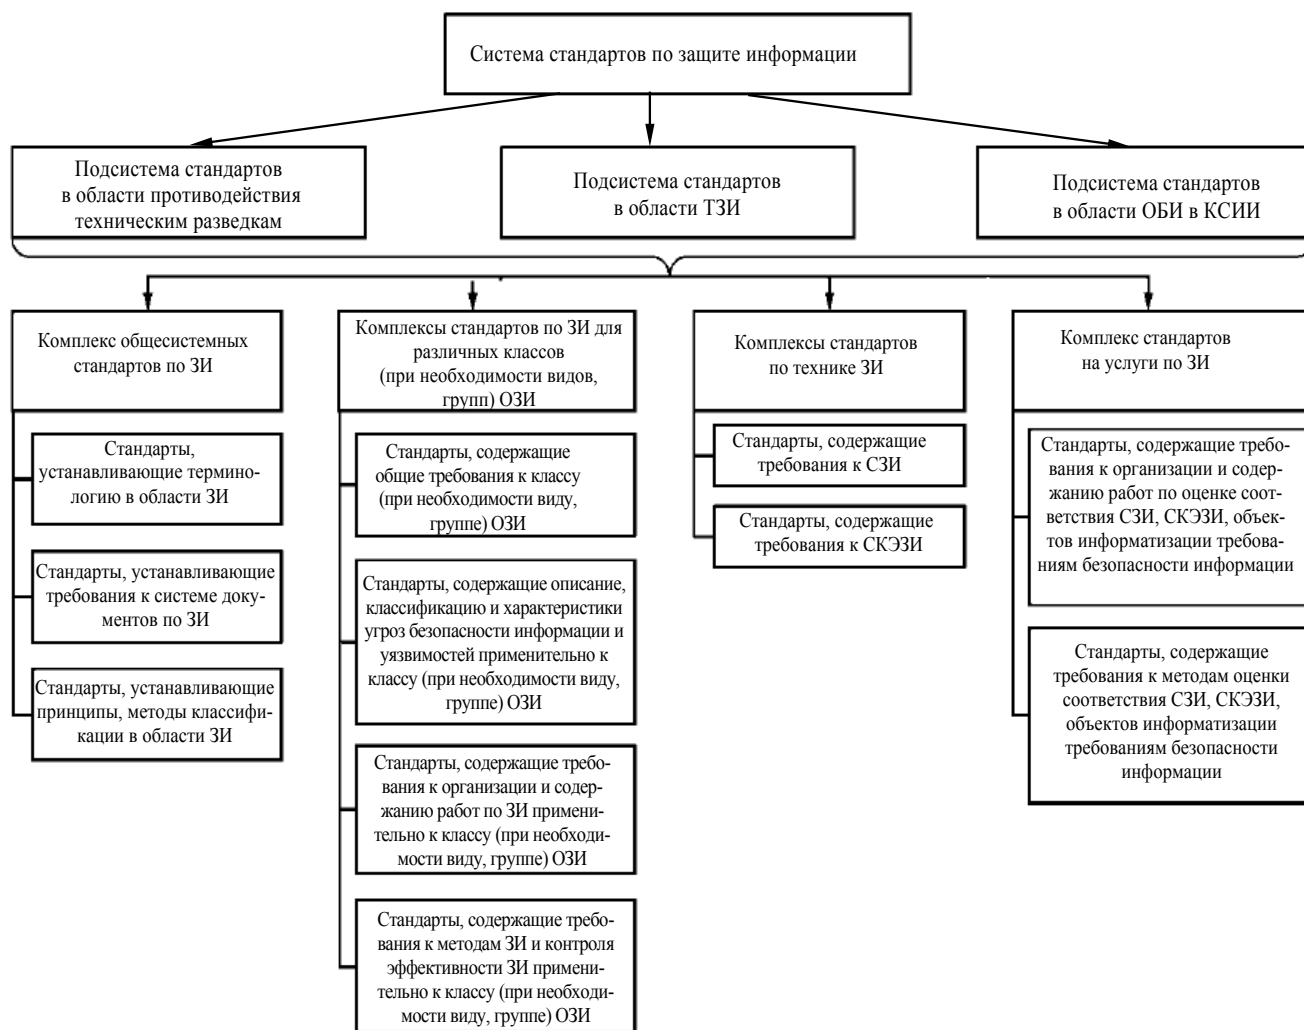 Система стандартов по защите информации
Подсистема стандартов
в области противодействия
техническим разведкам
Подсистема стандартов
в области ТЗИ
Подсистема стандартов
в области ОБИ в КСИИ
Комплекс общесистемных
стандартов по ЗИ
Стандарты,
устанавливающие термино-
логию в области ЗИ
Стандарты, устанавливающие
требования к системе доку-
ментов по ЗИ
Стандарты, устанавливающие
принципы, методы классифи-
кации в области ЗИ
Комплексы стандартов по ЗИ для
различных классов
(при необходимости видов,
групп) ОЗИ
Стандарты, содержащие
общие требования к классу
(при необходимости виду,
группе) ОЗИ
Стандарты, содержащие описание,
классификацию и характеристики
угроз безопасности информации и
уязвимостей применительно к
классу (при необходимости виду,
группе) ОЗИ
Стандарты, содержащие требо-
вания к организации и содер-
жанию работ по ЗИ примени-
тельно к классу (при необходи-
мости виду, группе) ОЗИ
Стандарты, содержащие требо-
вания к методам ЗИ и контроля
эффективности ЗИ примени-
тельно к классу (при необходи-
мости виду, группе) ОЗИ
Комплексы стандартов
по технике ЗИ
Стандарты, содержащие
требования к СЗИ
Стандарты, содержащие
требования к СКЭЗИ
Комплекс стандартов
на услуги по ЗИ
Стандарты, содержащие требо-
вания к организации и содер-
жанию работ по оценке соот-
ветствия СЗИ, СКЭЗИ, объек-
тов информатизации требова-
ниям безопасности информации
Стандарты, содержащие
требования к методам оценки
соответствия СЗИ, СКЭЗИ,
объектов информатизации
требованиям безопасности
информации